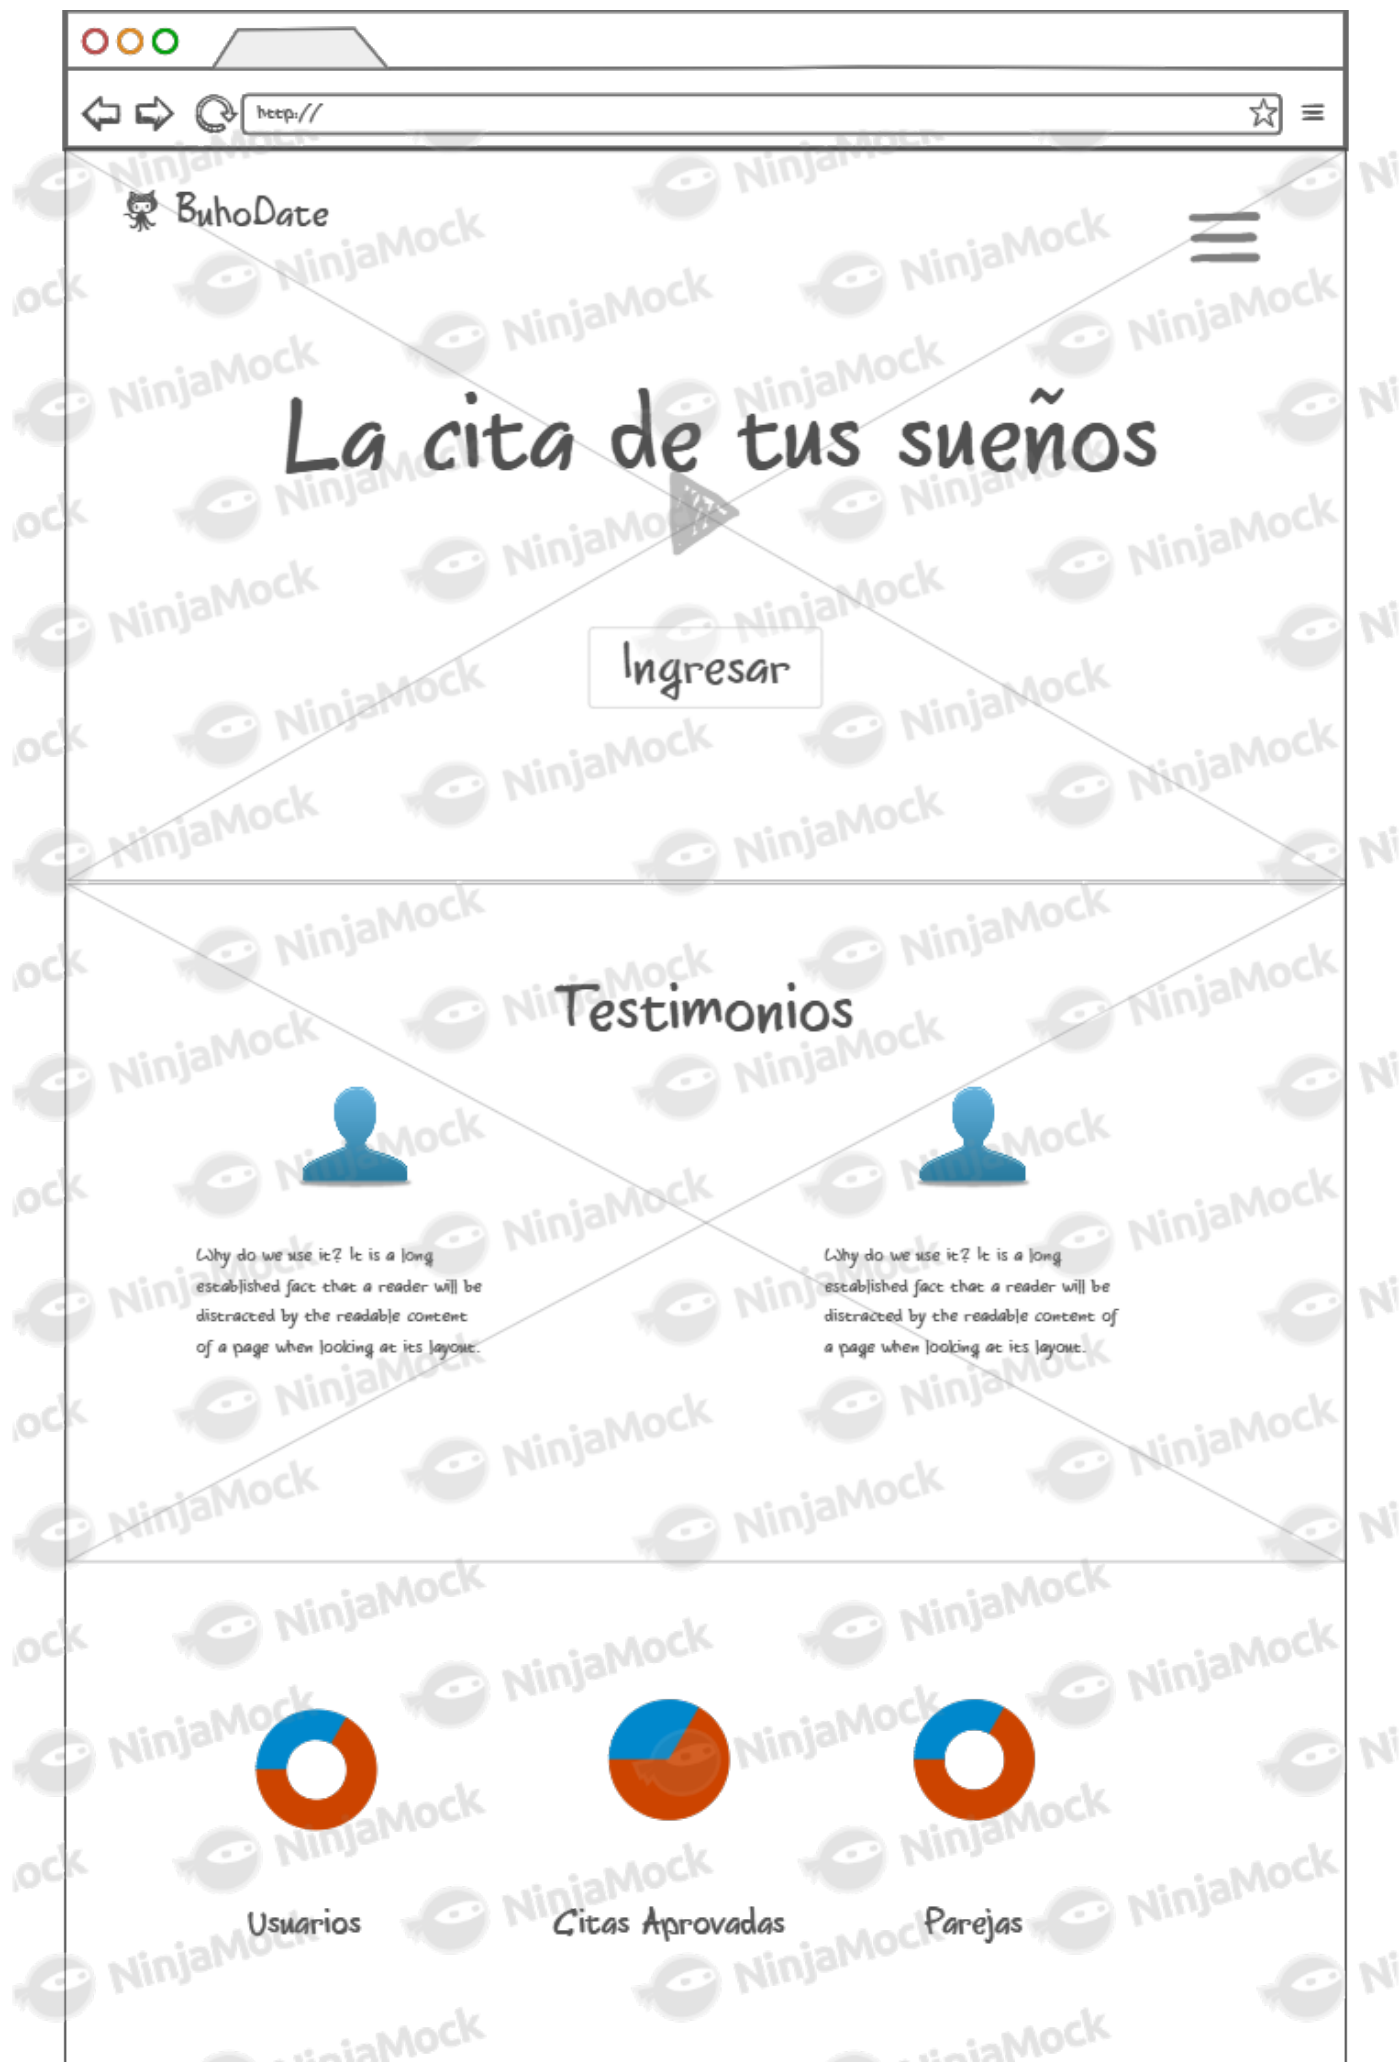 http://
BuhoDate
La cita de tus sueños
Ingresar
Testimonios
Why do we use it? It is a long
established fact that a reader will be
distracted by the readable content
of a page when looking at its layout.
Why do we use it? It is a long
established fact that a reader will be
distracted by the readable content of
a page when looking at its layout.
Usuarios
Citas Aprovadas
Parejas
NinjaMock